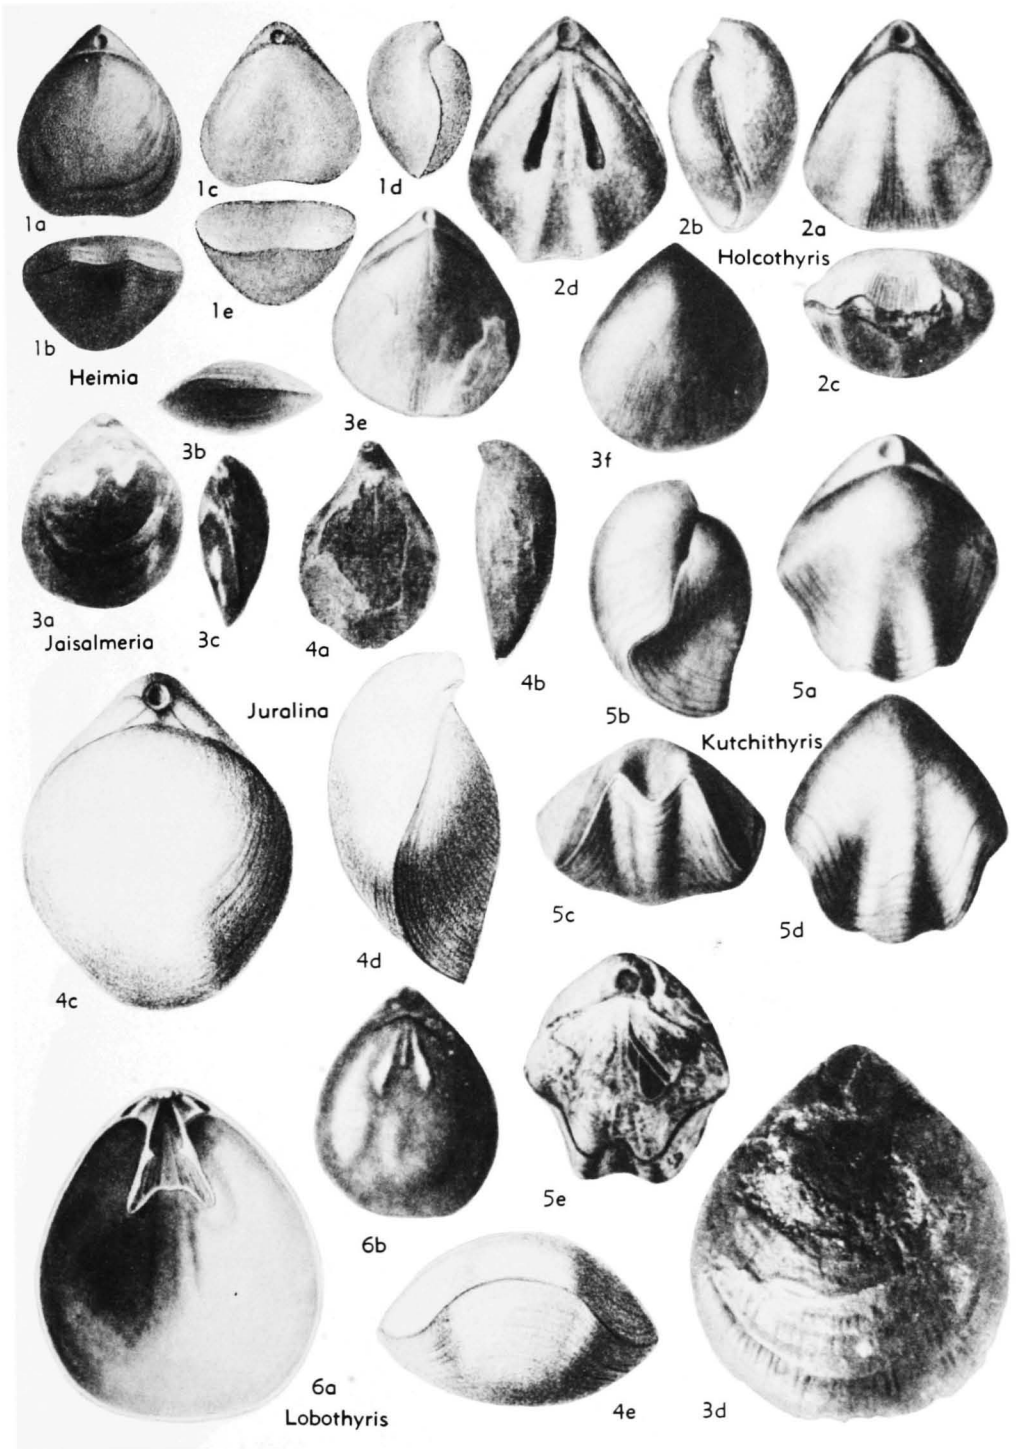 1a
1c
1d
2d
2b
2a
Holcothyris
1b
1e
2c
Heimia
3b
3e
3f
3a
Jaisalmeria
3c
4a
4b
5b
5a
Juralina
Kutchithyris
4c
4d
5c
5d
6b
5e
6a
Lobothyris
4e
3d